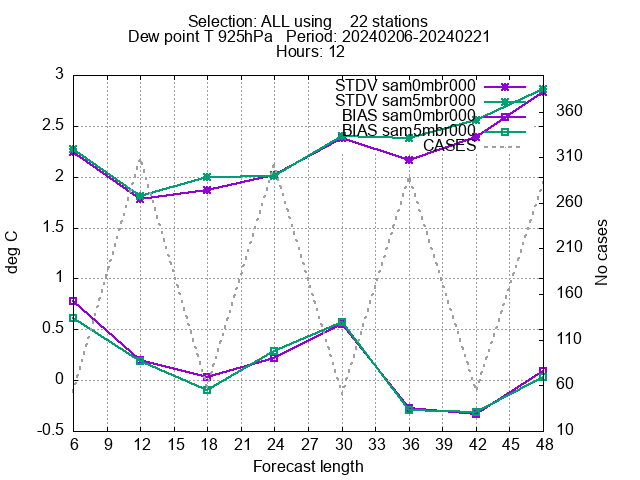 Selection: ALL using    22 stations
Dew point T 925hPa   Period: 20240206-20240221
Hours: 12
STDV sam0mbr000
STDV sam5mbr000
BIAS sam0mbr000
BIAS sam5mbr000
CASES
3
2.5
2
1.5
1
0.5
0
-0.5
deg C
360
310
260
210
160
110
60
10
No cases
6 9 12 15 18 21 24 27 30 33 36 39 42 45 48
Forecast length